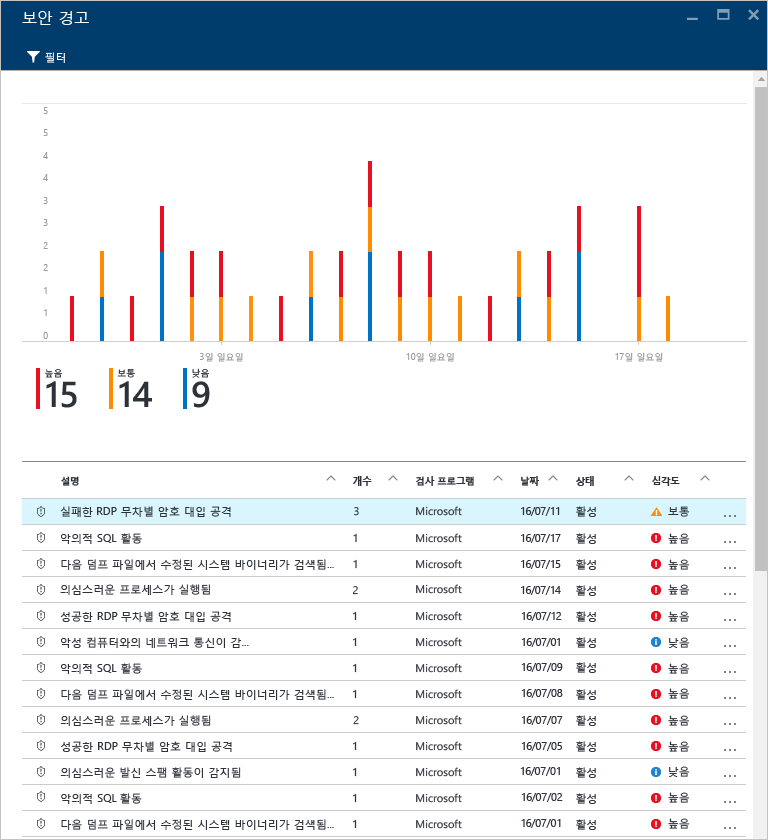 보안 경고
필터
5
5
4
4
3
3
2
2
1
1
0
3일 일요일 10일 일요일 17일 일요일
높음 보통 낮음
15 14 9
설명 개수 검사 프로그램 날짜 상태 심각도
실패한 RDP 무차별 암호 대입 공격 3 Microsoft 16/07/11 활성 보통 ...
악의적 SQL 활동 1 Microsoft 16/07/17 활성 높음 ...
다음 덤프 파일에서 수정된 시스템 바이너리가 검색됨... 1 Microsoft 16/07/15 활성 높음 ...
의심스러운 프로세스가 실행됨 2 Microsoft 16/07/14 활성 높음 ...
성공한 RDP 무차별 암호 대입 공격 1 Microsoft 16/07/12 활성 높음 ...
악성 컴퓨터와의 네트워크 통신이 감... 1 Microsoft 16/07/01 활성 낮음 ...
악의적 SQL 활동 1 Microsoft 16/07/09 활성 높음 ...
다음 덤프 파일에서 수정된 시스템 바이너리가 검색됨... 1 Microsoft 16/07/08 활성 높음 ...
의심스러운 프로세스가 실행됨 2 Microsoft 16/07/07 활성 높음 ...
성공한 RDP 무차별 암호 대입 공격 1 Microsoft 16/07/05 활성 높음 ...
의심스러운 발신 스팸 활동이 감지됨 1 Microsoft 16/07/01 활성 낮음 ...
악의적 SQL 활동 1 Microsoft 16/07/02 활성 높음 ...
다음 덤프 파일에서 수정된 시스템 바이너리가 검색됨... 1 Microsoft 16/07/01 활성 높음 ...